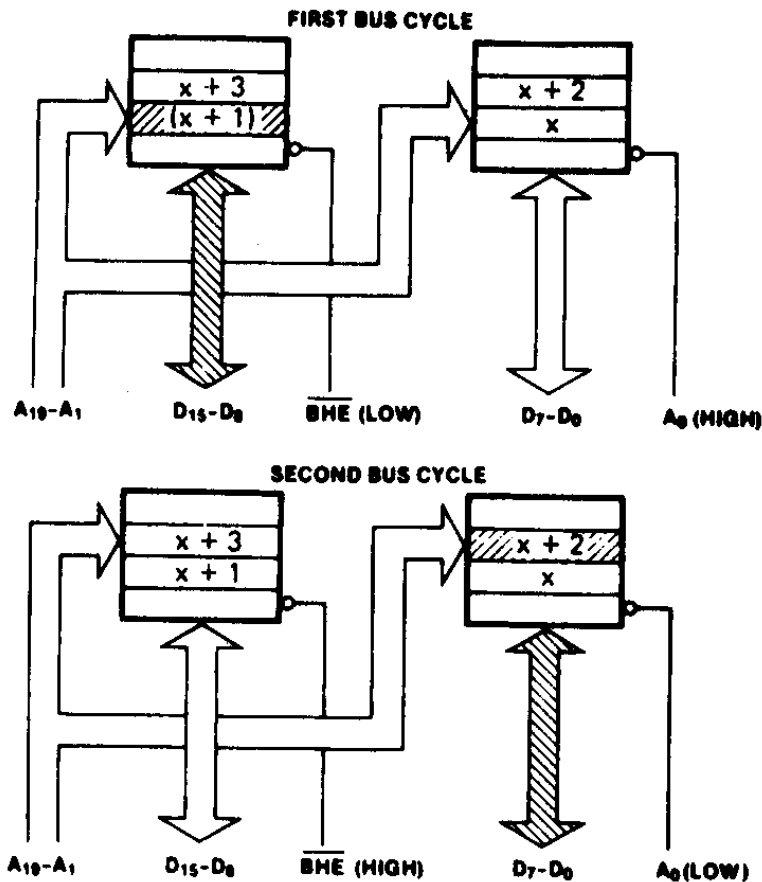 FIRST BUS CYCLE
x + 3
(x + 1)
x + 2
x
A19-A1
D15-D8
BHE (LOW)
D7-D0
A0 (HIGH)
SECOND BUS CYCLE
x + 3
x + 1
x + 2
x
A19-A1
D15-D8
BHE (HIGH)
D7-D0
A0 (LOW)